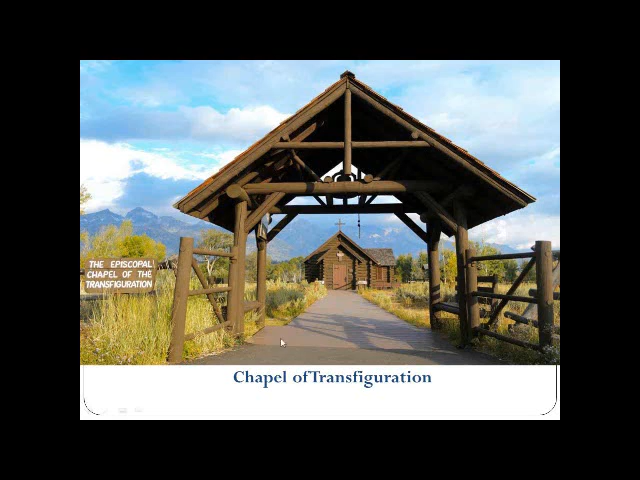 THE EPISCOPAL
CHAPEL OF THE
TRANSFIGURATION
Chapel ofTransfiguration